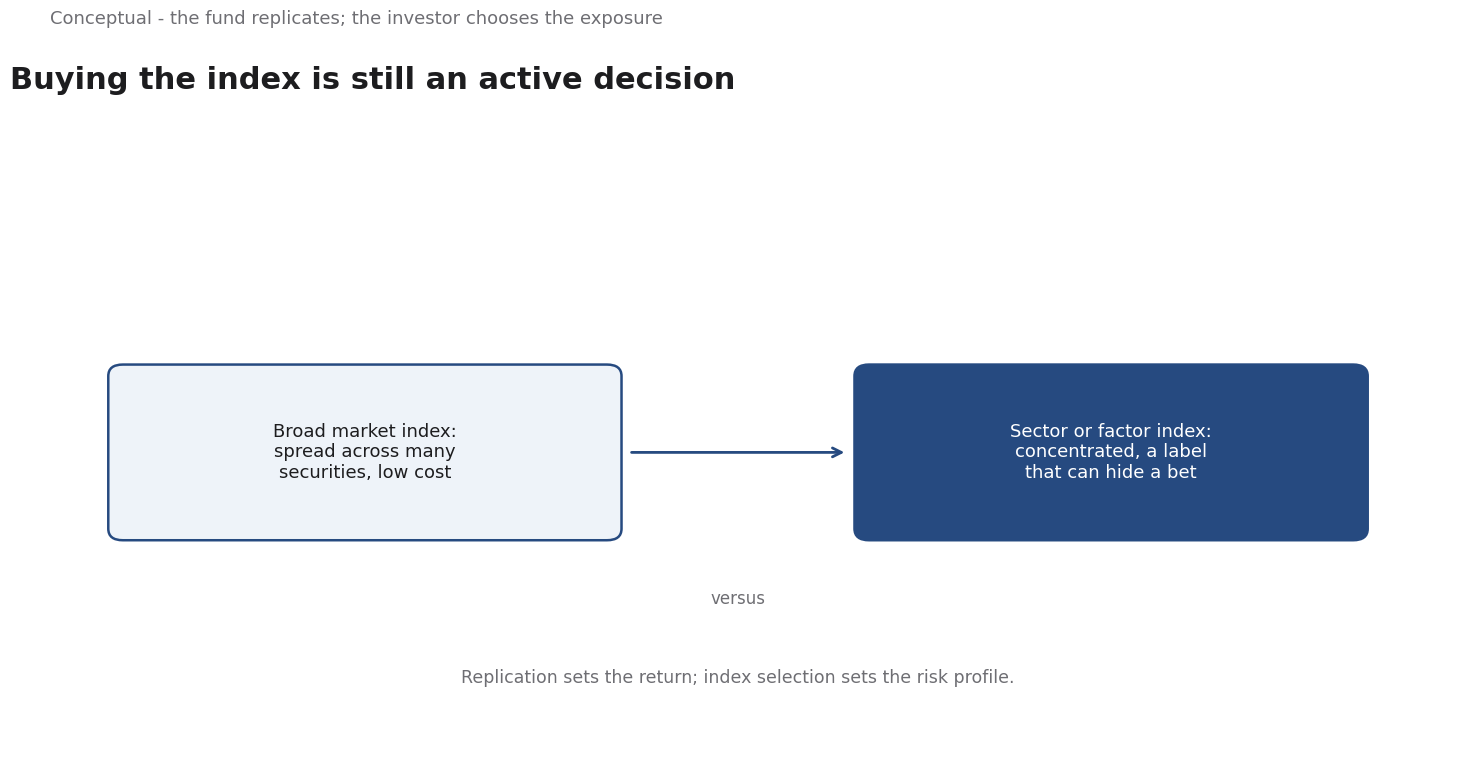 Conceptual - the fund replicates; the investor chooses the exposure
Buying the index is still an active decision
Broad market index:
spread across many
securities, low cost
Sector or factor index:
concentrated, a label
that can hide a bet
versus
Replication sets the return; index selection sets the risk profile.